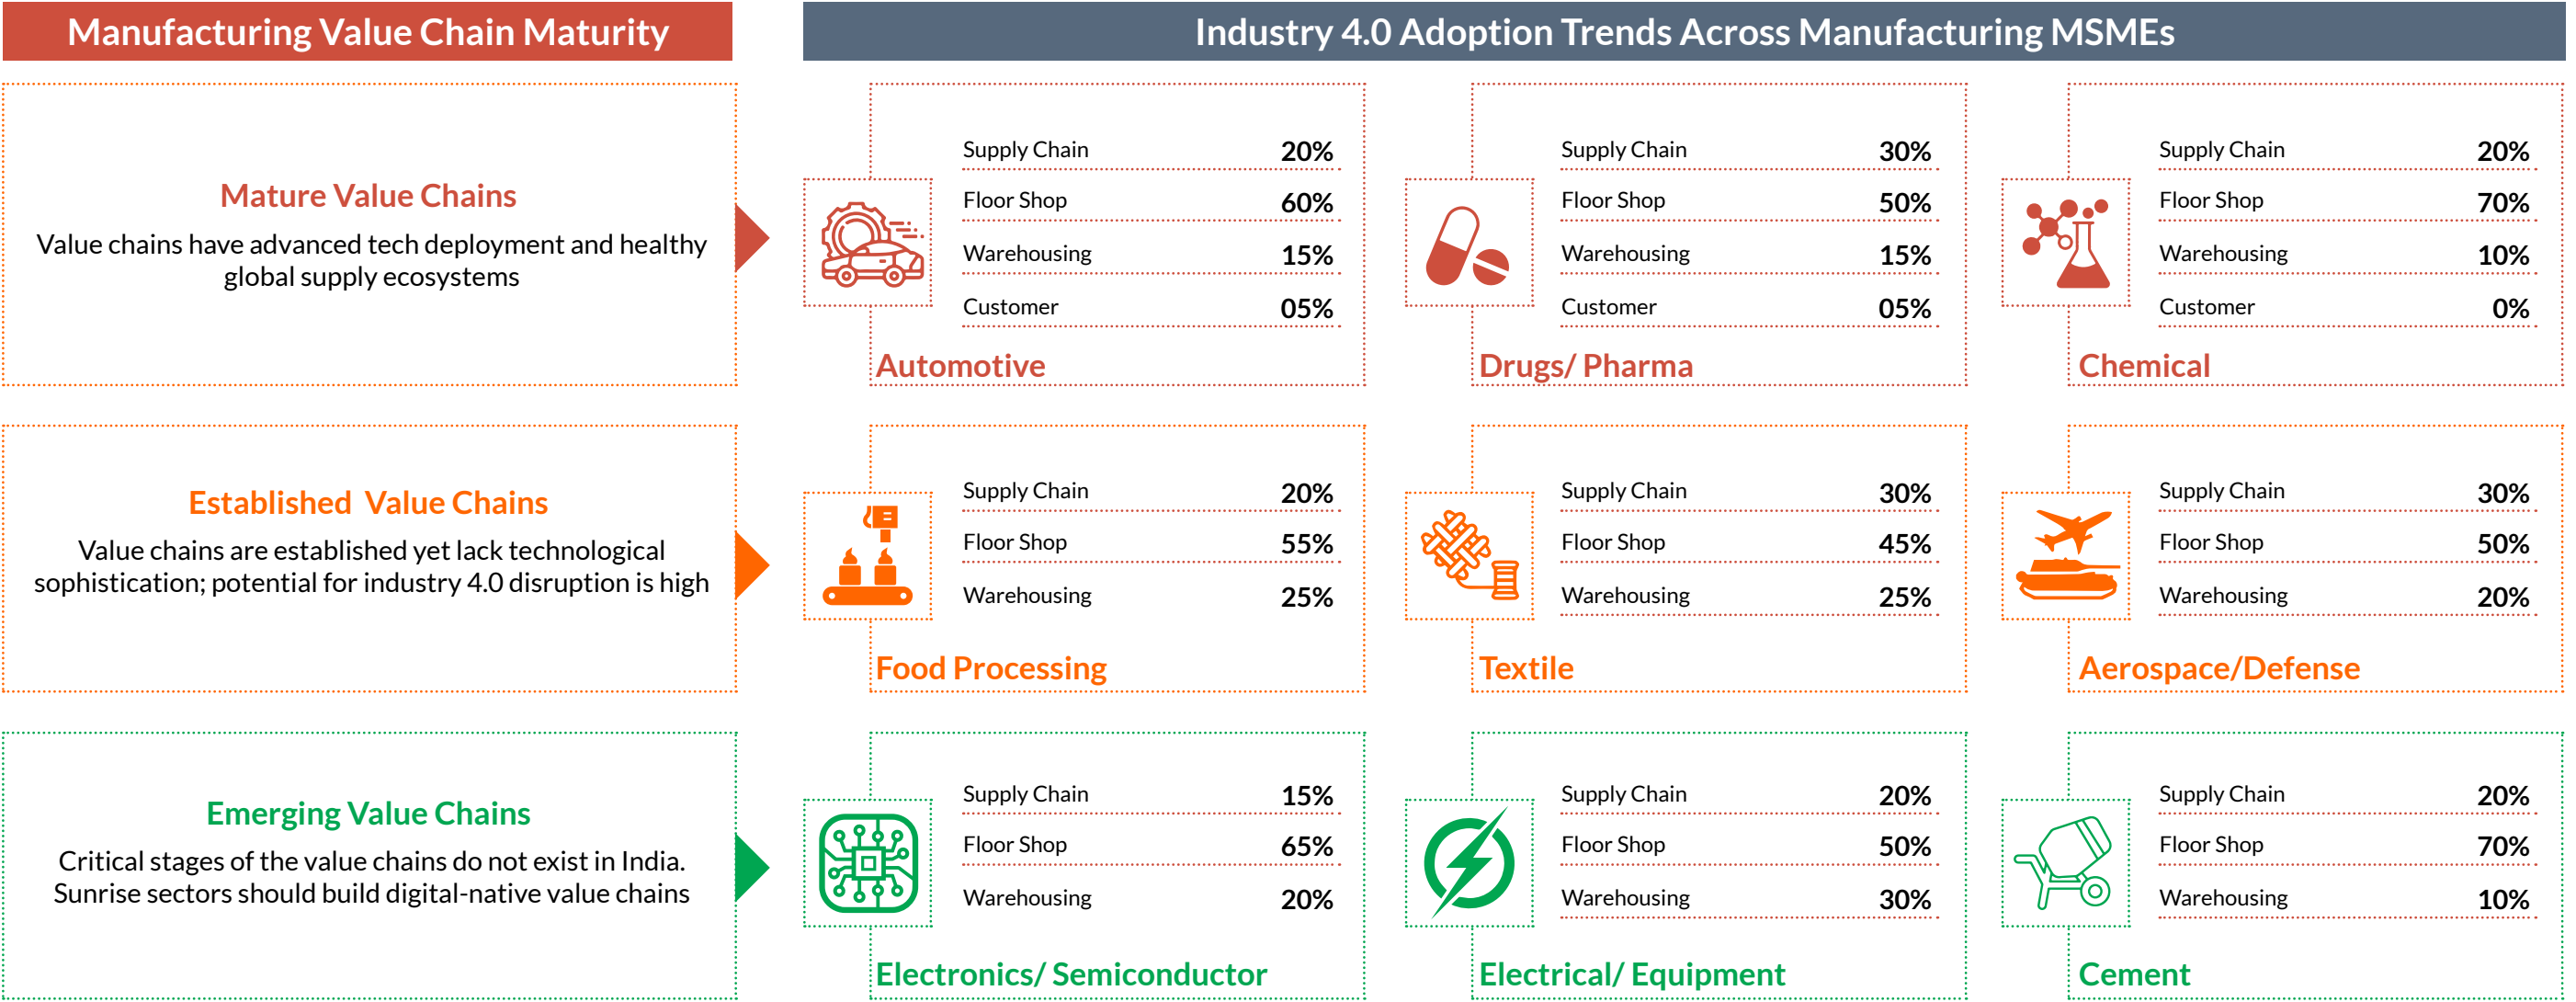 Manufacturing Value Chain Maturity
Industry 4.0 Adoption Trends Across Manufacturing MSMEs
Mature Value Chains
Value chains have advanced tech deployment and healthy
global supply ecosystems
Supply Chain 20%
Floor Shop 60%
Warehousing 15%
Customer 05%
Automotive
Supply Chain 30%
Floor Shop 50%
Warehousing 15%
Customer 05%
Drugs/ Pharma
Supply Chain 20%
Floor Shop 70%
Warehousing 10%
Customer 0%
Chemical
Established Value Chains
Value chains are established yet lack technological
sophistication; potential for industry 4.0 disruption is high
Supply Chain 20%
Floor Shop 55%
Warehousing 25%
Food Processing
Supply Chain 30%
Floor Shop 45%
Warehousing 25%
Textile
Supply Chain 30%
Floor Shop 50%
Warehousing 20%
Aerospace/Defense
Emerging Value Chains
Critical stages of the value chains do not exist in India.
Sunrise sectors should build digital-native value chains
Supply Chain 15%
Floor Shop 65%
Warehousing 20%
Electronics/ Semiconductor
Supply Chain 20%
Floor Shop 50%
Warehousing 30%
Electrical/ Equipment
Supply Chain 20%
Floor Shop 70%
Warehousing 10%
Cement